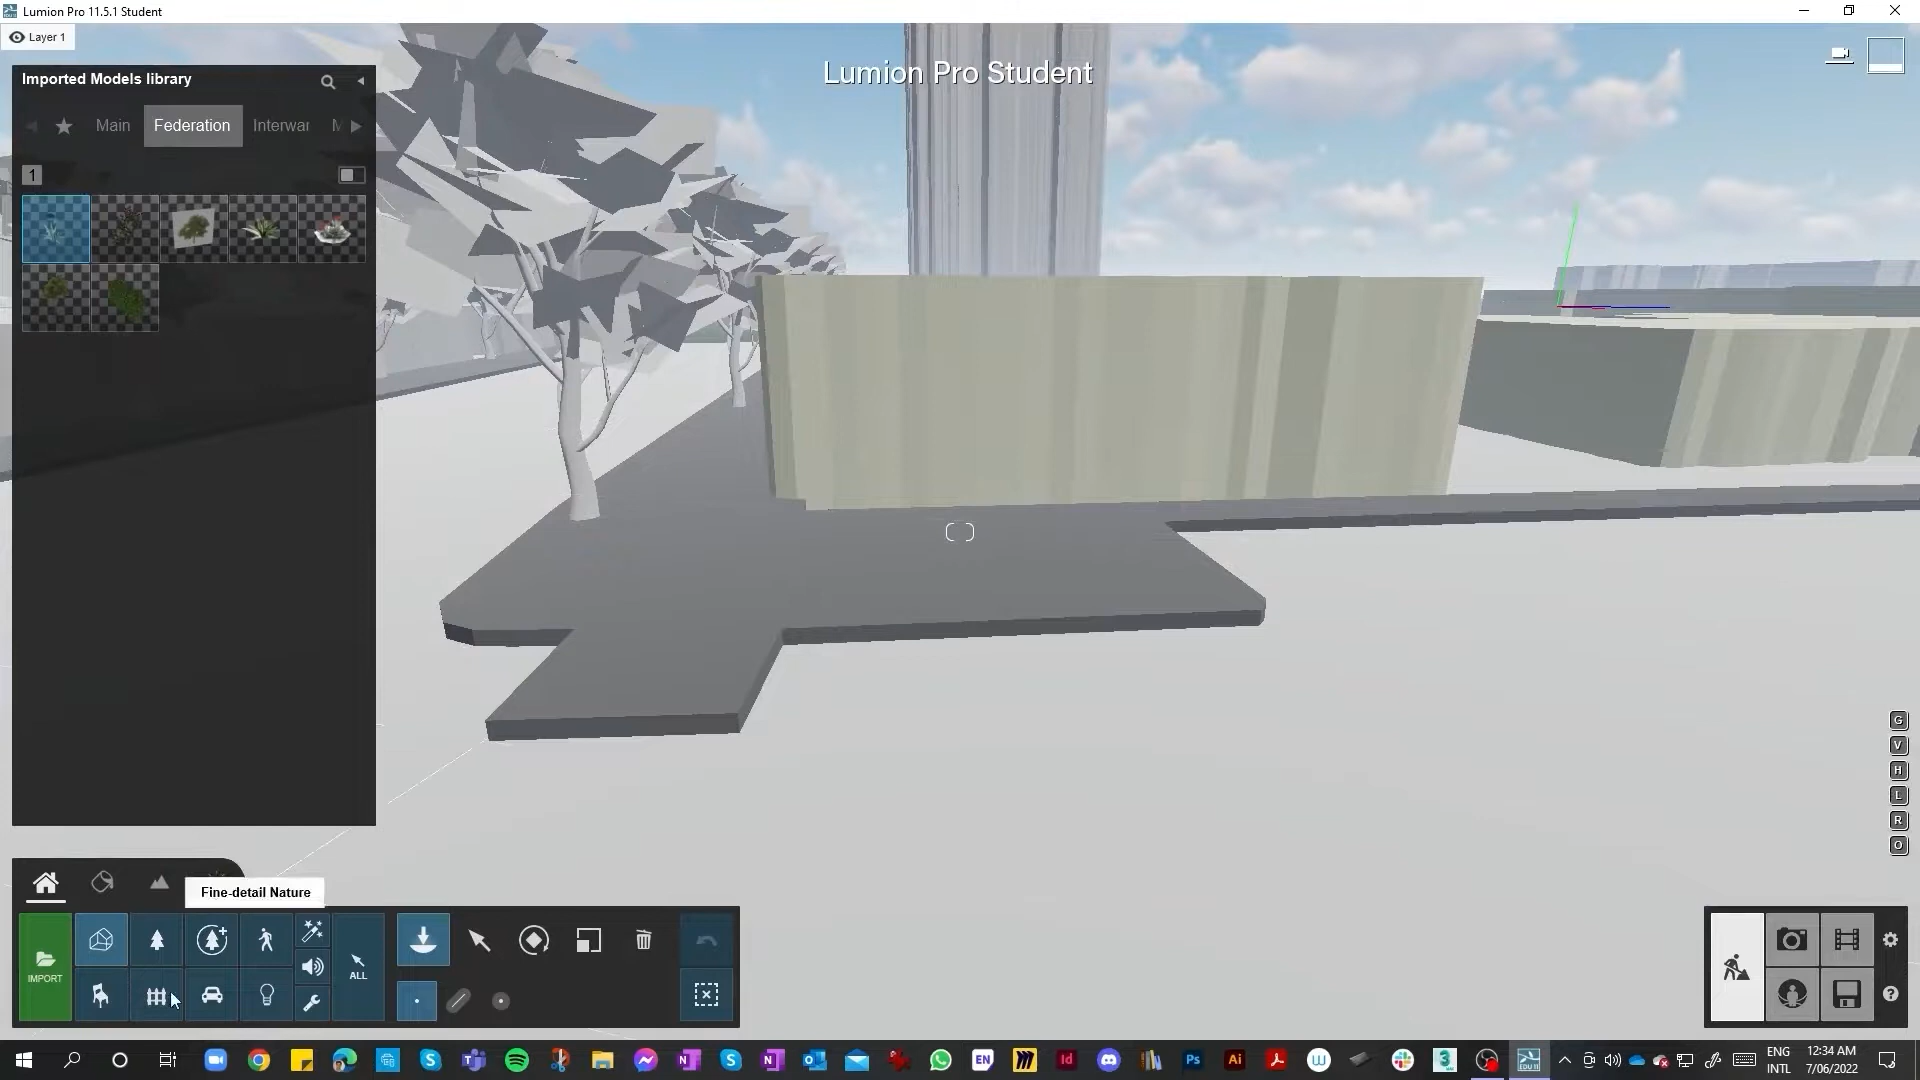 Lumion Pro 11.5.1 Student
Layer 1
Imported Models library
Lumion Pro Student
Main
Federation
Interwar
1
G
V
H
L
R
O
Fine-detail Nature
IMPORT
ALL
ENG
INTL
12:34 AM
7/06/2022